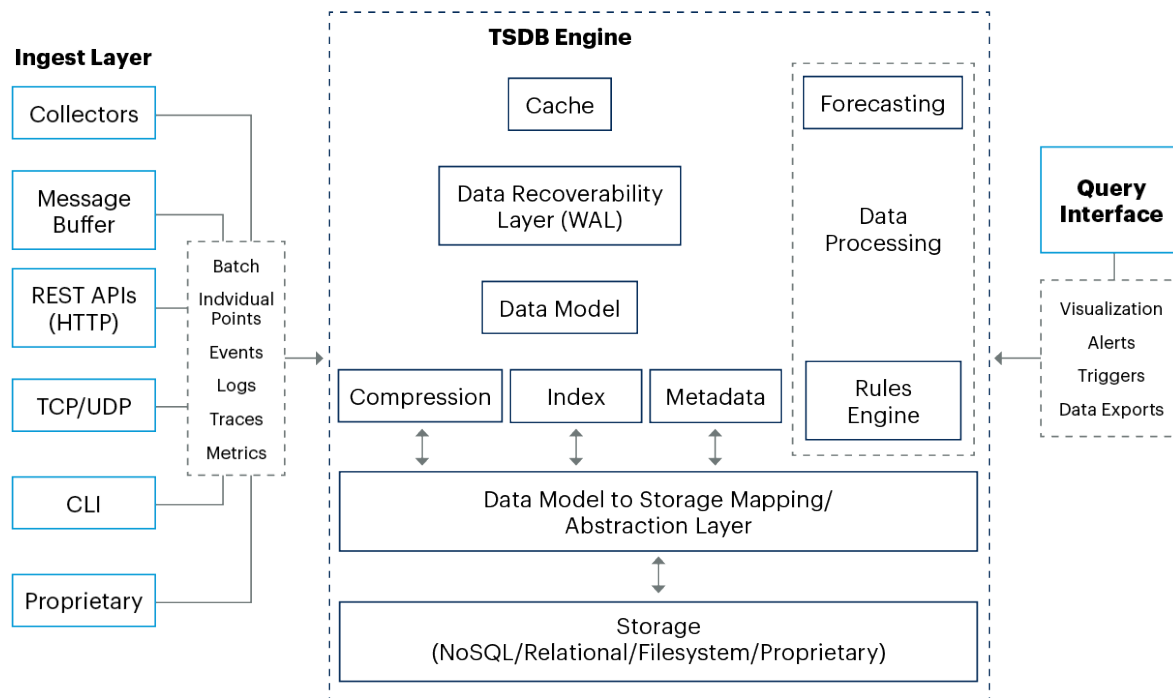 Ingest Layer
Collectors
Message
Buffer
REST APIs
(HTTP)
TCP/UDP
CLI
Proprietary
Batch
Indvidual
Points
Events
Logs
Traces
Metrics
TSDB Engine
Cache
Data Recoverability
Layer (WAL)
Data Model
Compression
Index
Metadata
Forecasting
Data
Processing
Rules
Engine
Data Model to Storage Mapping/
Abstraction Layer
Storage
(NoSQL/Relational/Filesystem/Proprietary)
Query
Interface
Visualization
Alerts
Triggers
Data Exports